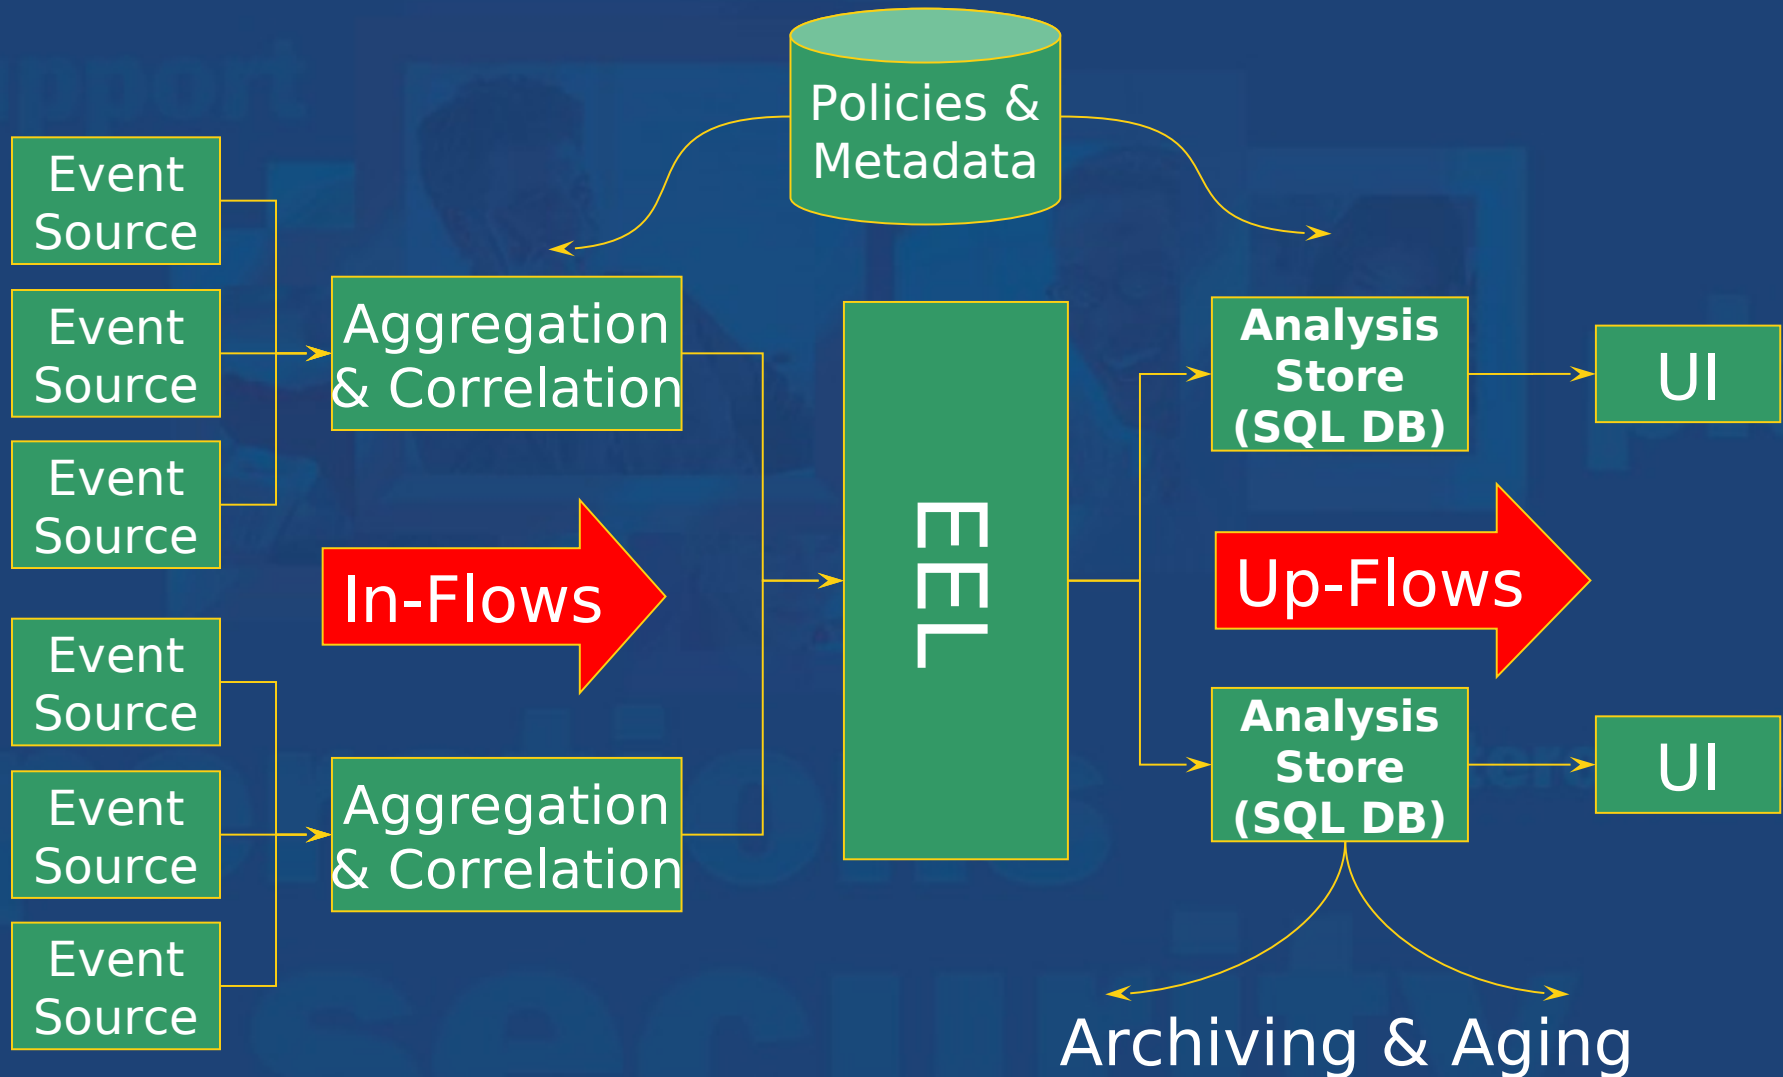 Policies &
Metadata
Event
Source
Event
Source
Event
Source
Aggregation
& Correlation
In-Flows
Event
Source
Event
Source
Event
Source
Aggregation
& Correlation
EEL
Analysis
Store
(SQL DB)
UI
Up-Flows
Analysis
Store
(SQL DB)
UI
Archiving & Aging
security